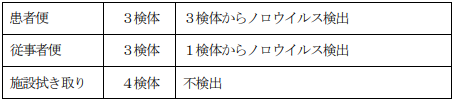 患者便 ３検体 ３検体からノロウイルス検出
従事者便 ３検体 １検体からノロウイルス検出
施設拭き取り ４検体 不検出